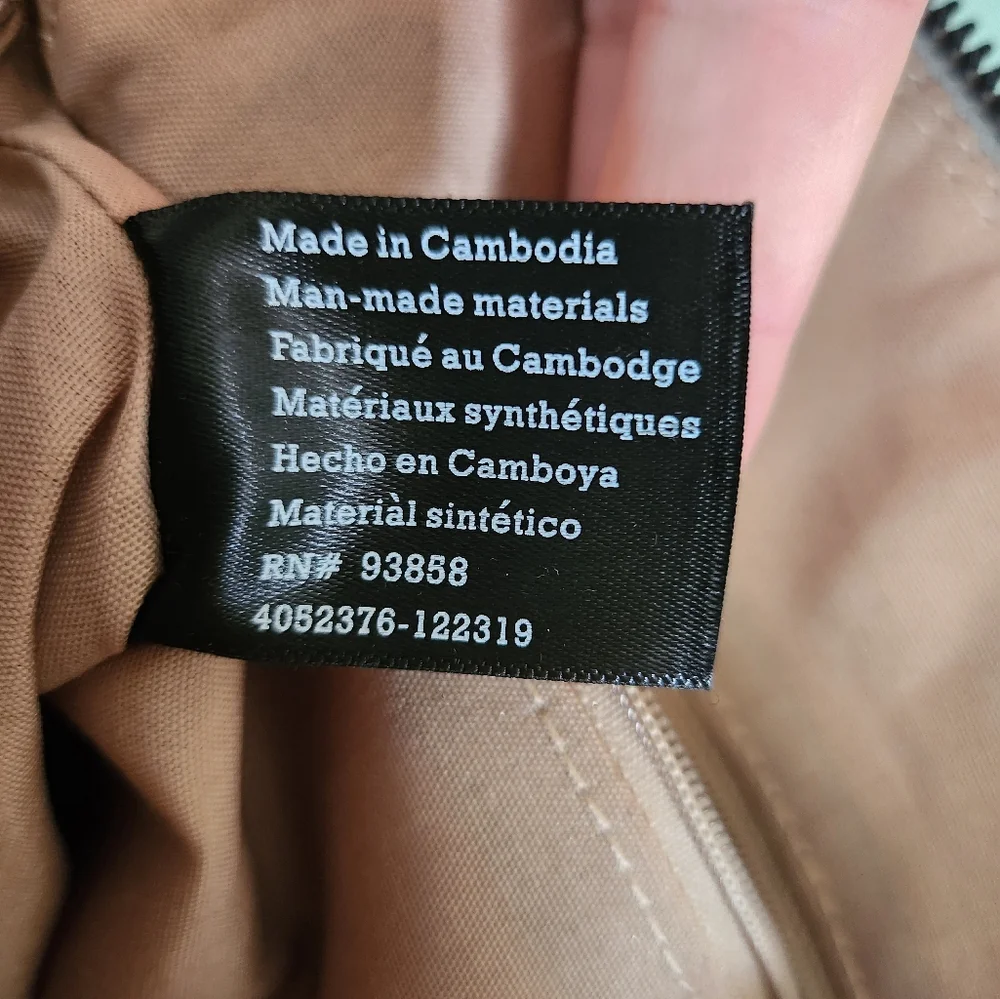 Made in Cambodia
Man-made materials
Fabriqué au Cambodge
Matériaux synthétiques
Hecho en Camboya
Materiàl sintético
RN# 93858
4052376-122319